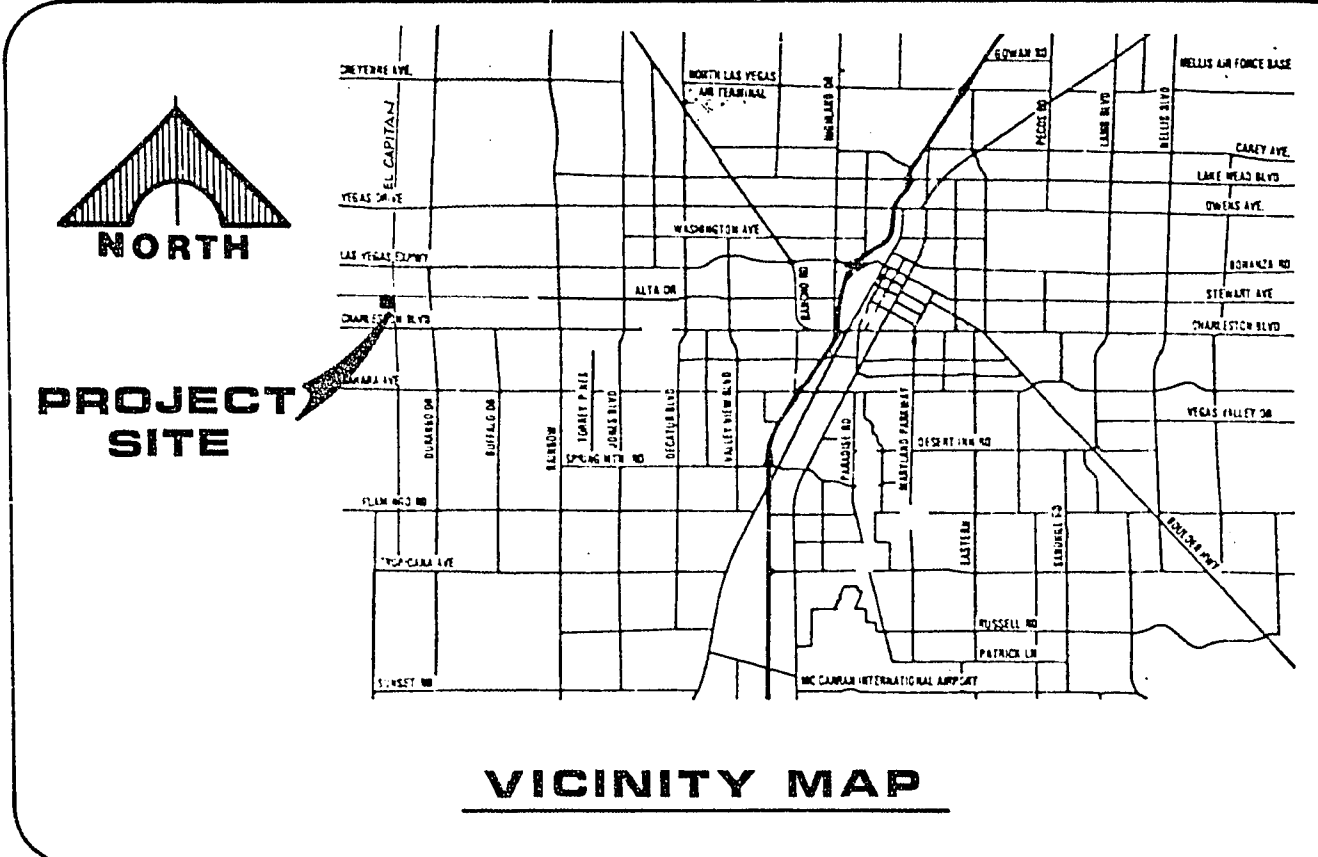 CHEYENNE AVE.
NORTH LAS VEGAS
AIR TERMINAL
HIGHLAND DR
GOWAN RD
NELLIS AIR FORCE BASE
EL CAPITAN
PECOS RD
LAMB BLVD
NELLIS BLVD
CAREY AVE.
LAKE MEAD BLVD
VEGAS DRIVE
OWENS AVE.
WASHINGTON AVE
NORTH
LAS VEGAS EXPWY
BONANZA RD
RANCHO RD
ALTA DR
STEWART AVE
CHARLESTON BLVD
CHARLESTON BLVD
PROJECT
SITE
SAHARA AVE
DURANGO DR
BUFFALO DR
RAINBOW
TORREY PINES
JONES BLVD
DECATUR BLVD
VALLEY VIEW BLVD
PARADISE RD
MARYLAND PARKWAY
VEGAS VALLEY DR
DESERT INN RD
SPRING MTN RD
FLAMINGO RD
EASTERN
SANDHILL RD
BOULDER HWY
TROPICANA AVE
RUSSELL RD
PATRICK LN
SUNSET RD
MC CARRAN INTERNATIONAL AIRPORT
VICINITY MAP